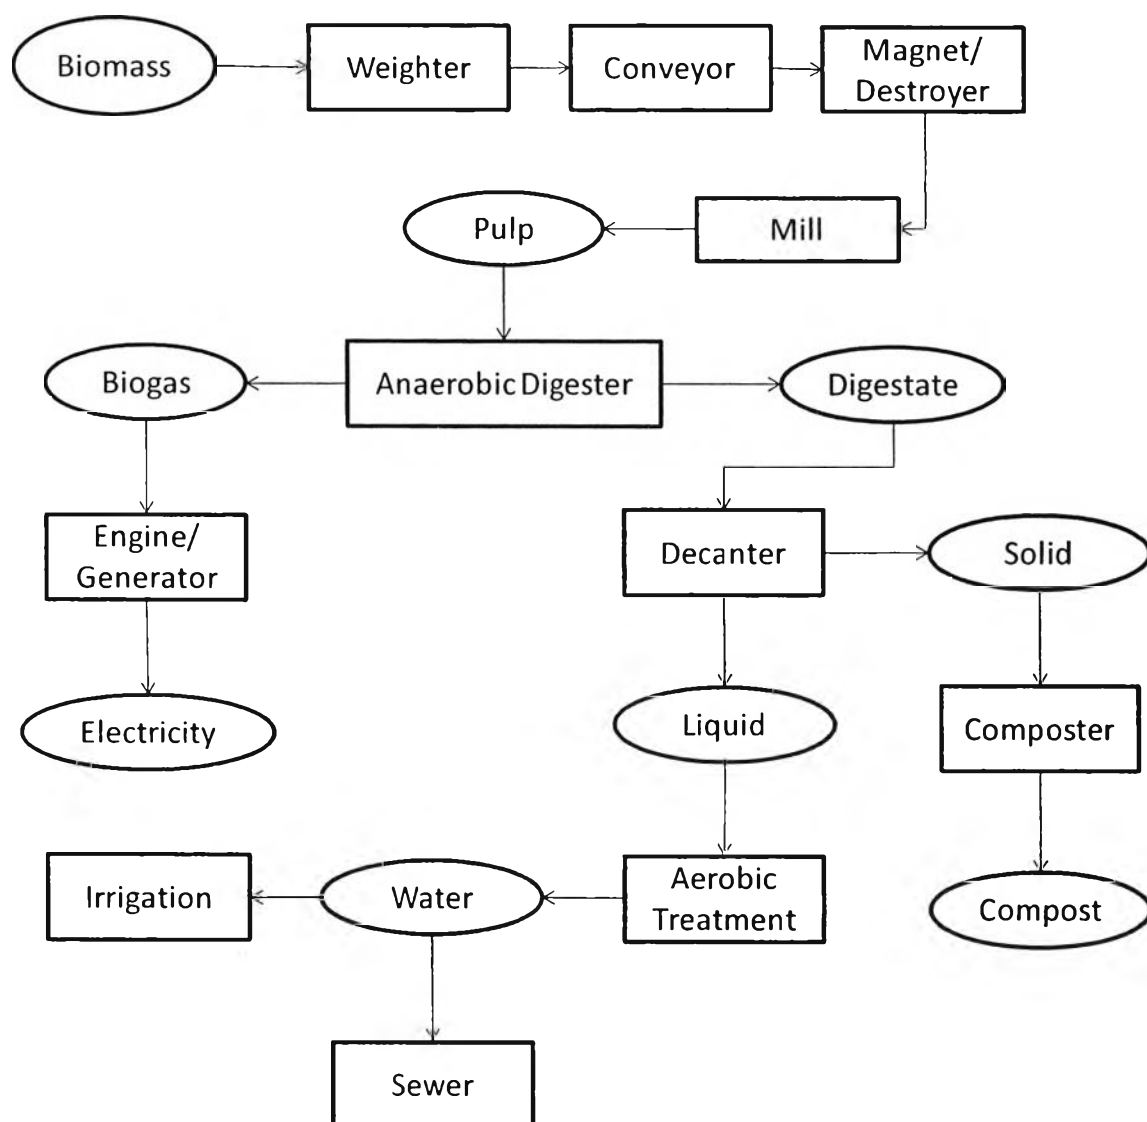 Biomass
Weighter
Conveyor
Magnet/
Destroyer
Pulp
Mill
Biogas
Anaerobic Digester
Digestate
Engine/
Generator
Decanter
Solid
Electricity
Liquid
Composter
Irrigation
Water
Aerobic
Treatment
Compost
Sewer